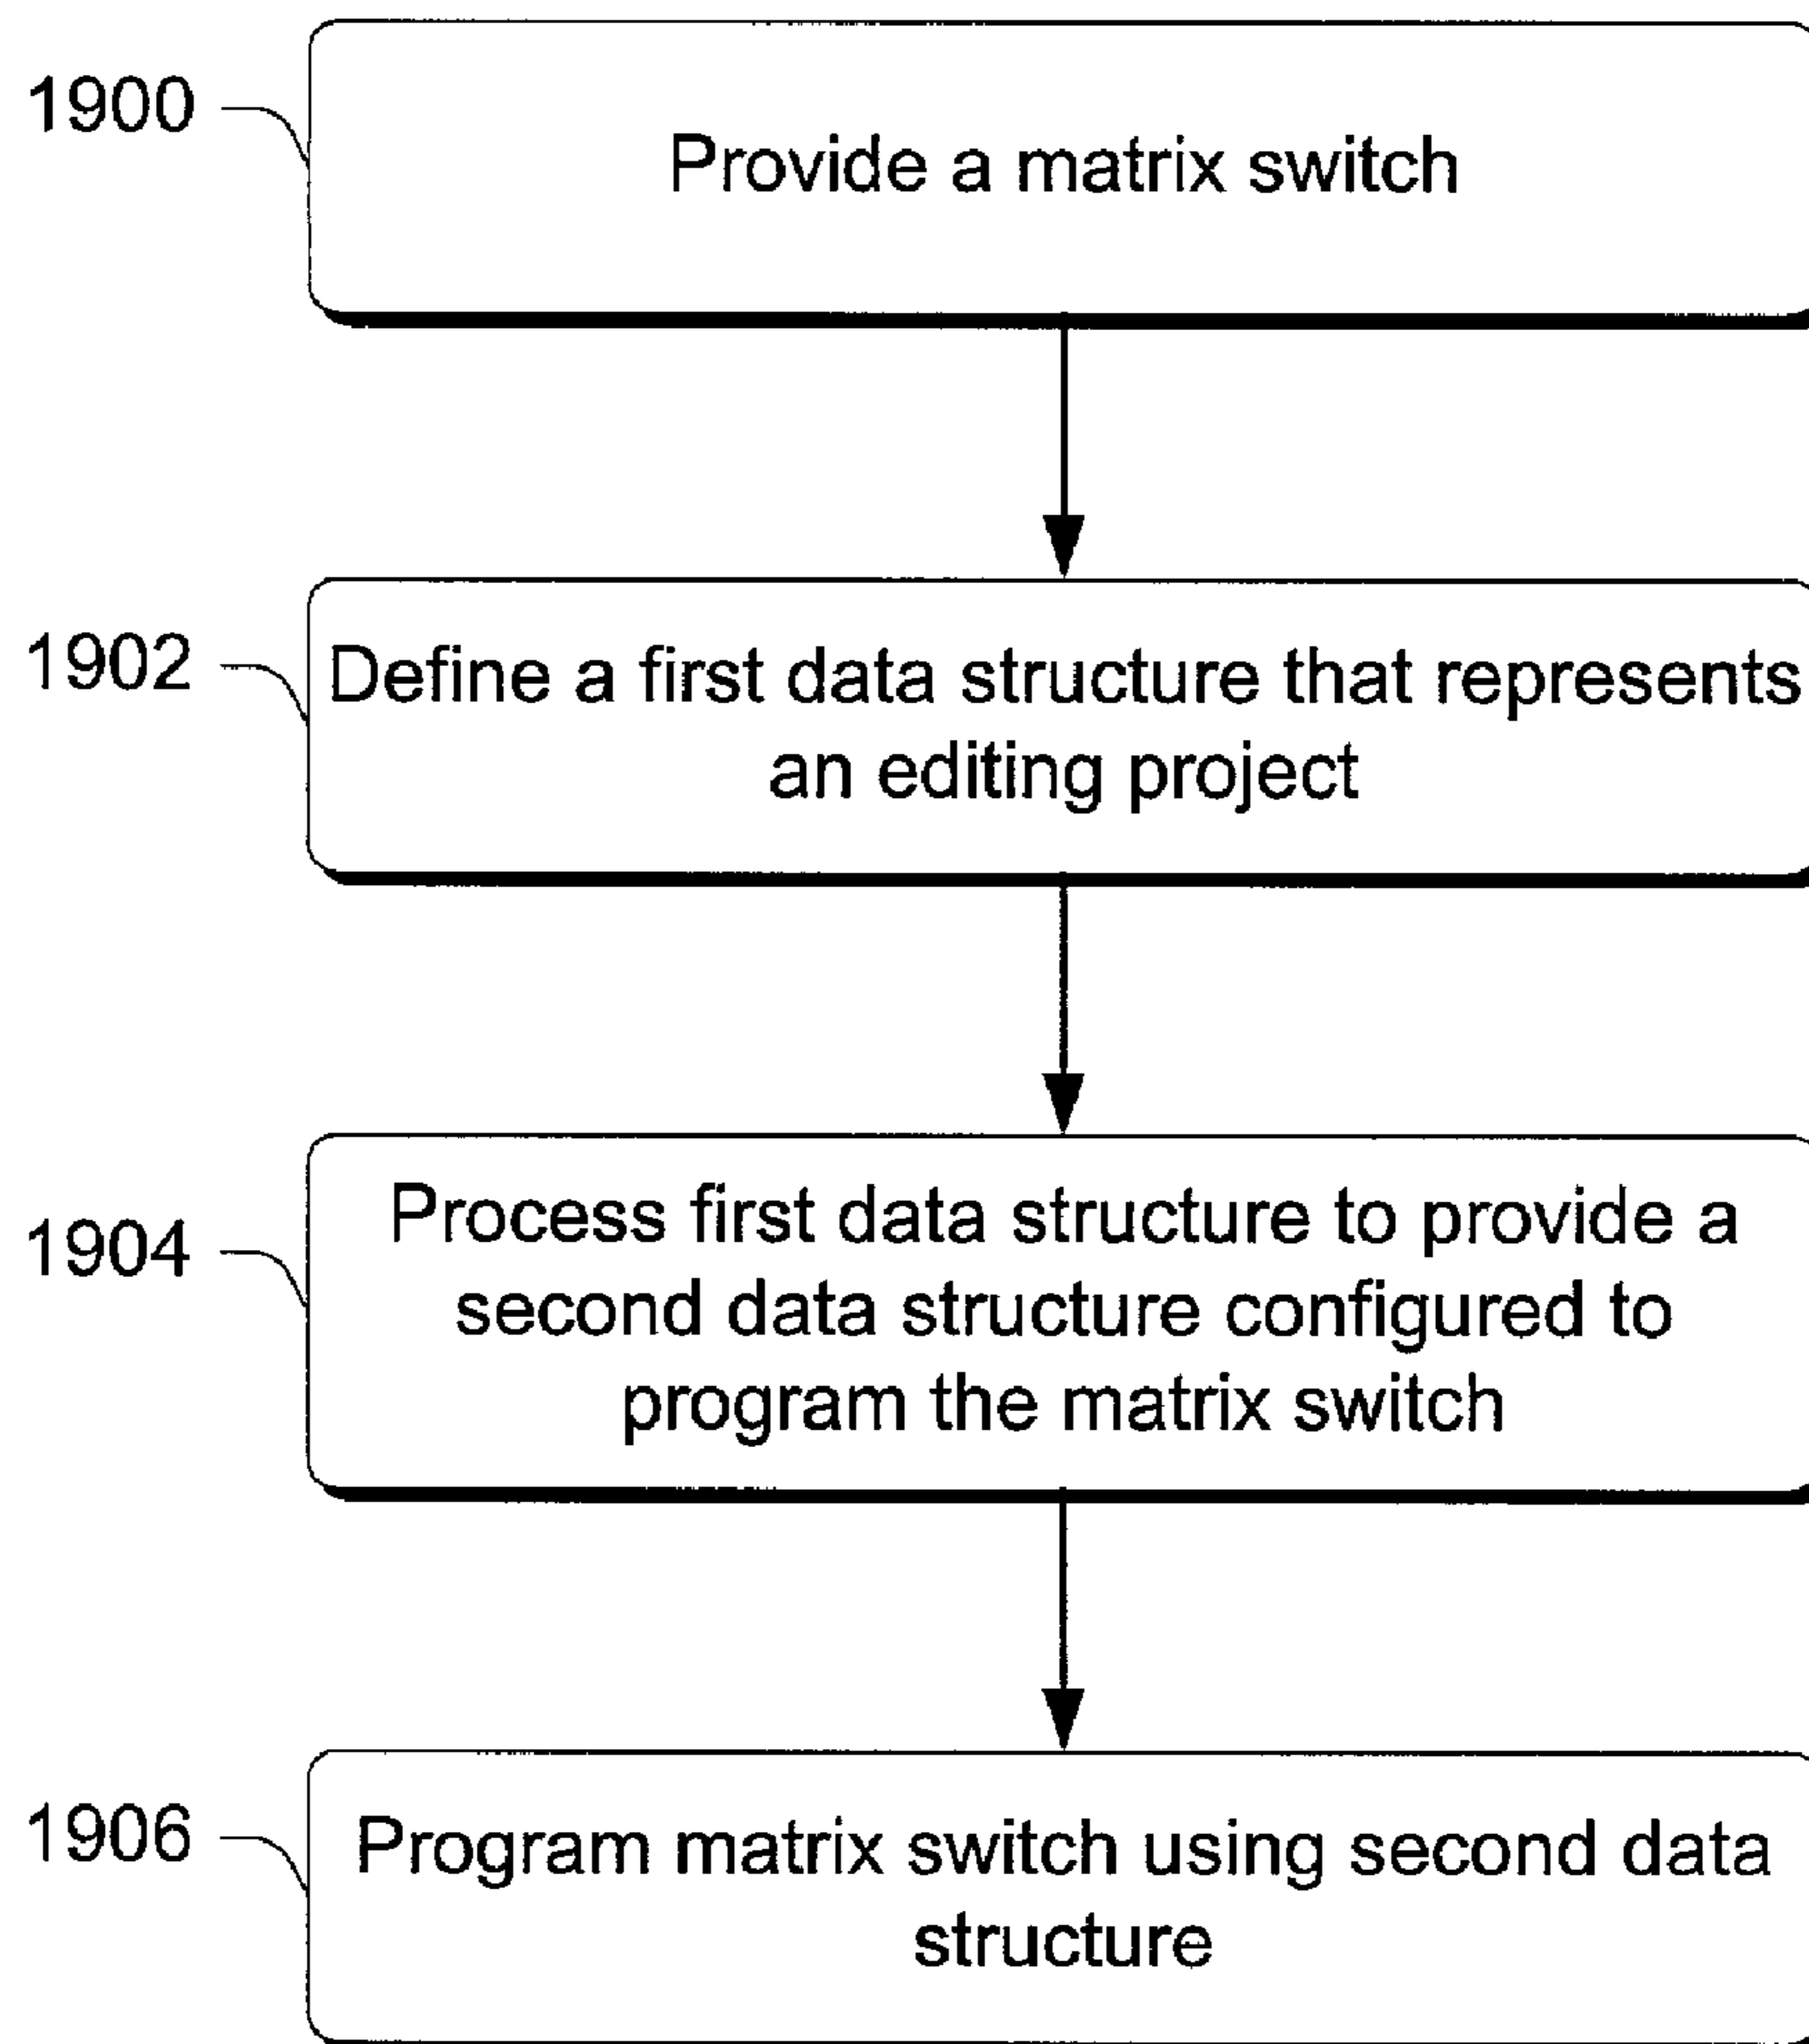 1900
Provide a matrix switch
1902
Define a first data structure that represents
an editing project
1904
Process first data structure to provide a
second data structure configured to
program the matrix switch
1906
Program matrix switch using second data
structure